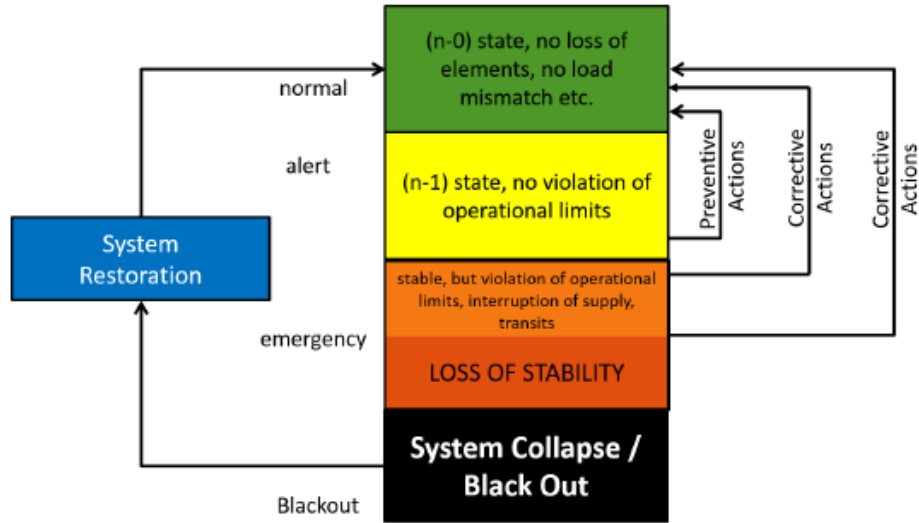 (n-0) state, no loss of
elements, no load
mismatch etc.
normal
alert
(n-1) state, no violation of
operational limits
Preventive
Actions
Corrective
Actions
Corrective
Actions
System
Restoration
stable, but violation of operational
limits, interruption of supply,
transits
emergency
LOSS OF STABILITY
System Collapse /
Black Out
Blackout